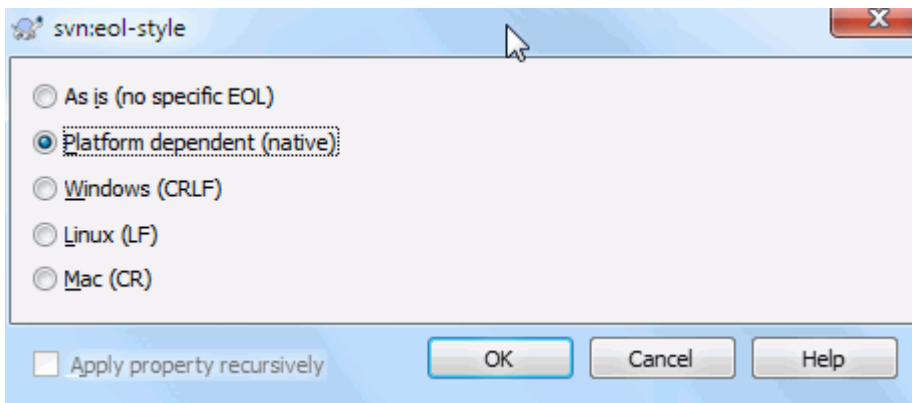 svn:eol-style
As is (no specific EOL)
Platform dependent (native)
Windows (CRLF)
Linux (LF)
Mac (CR)
Apply property recursively
OK
Cancel
Help